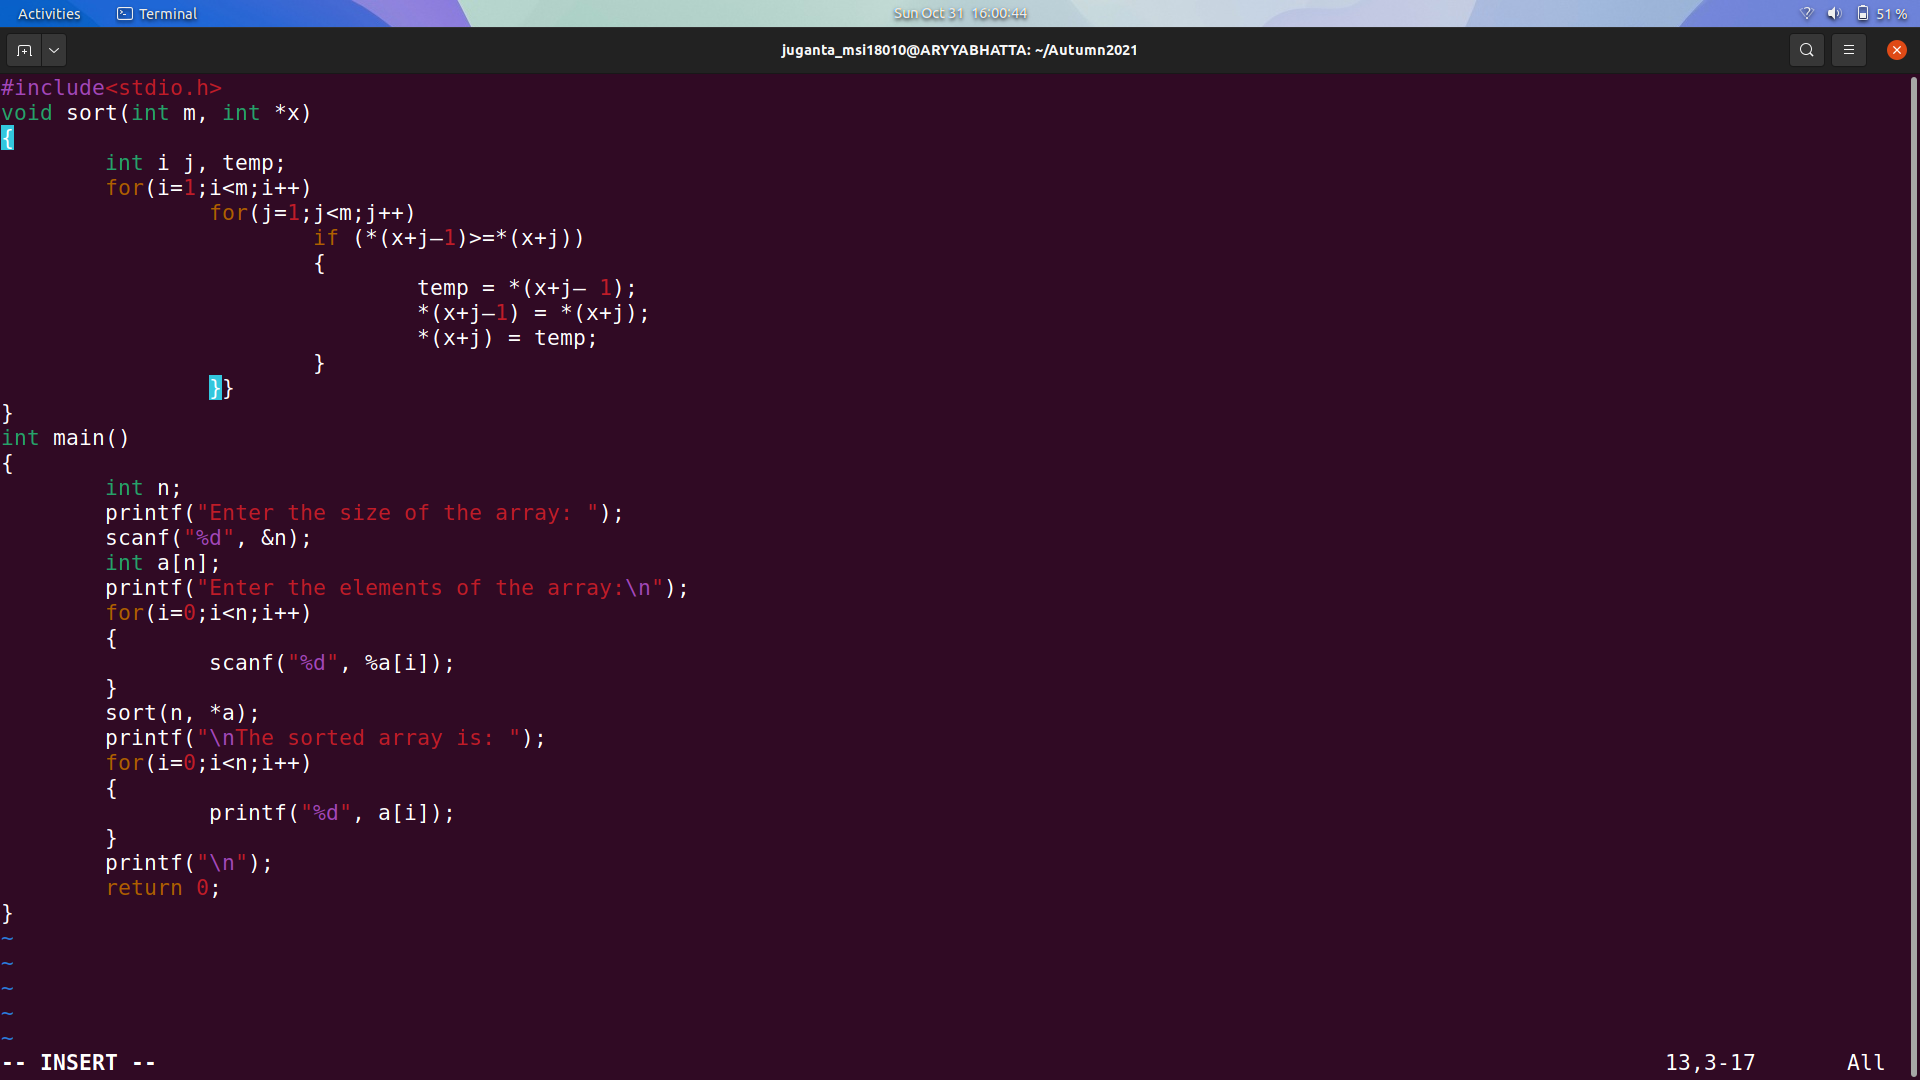 Activities Terminal Sun Oct 31 16:00:44 51 %
juganta_msi18010@ARYYABHATTA: ~/Autumn2021
#include<stdio.h>
void sort(int m, int *x)
{
        int i j, temp;
        for(i=1;i<m;i++)
                for(j=1;j<m;j++)
                        if (*(x+j–1)>=*(x+j))
                        {
                                temp = *(x+j– 1);
                                *(x+j–1) = *(x+j);
                                *(x+j) = temp;
                        }
                }}
}
int main()
{
        int n;
        printf("Enter the size of the array: ");
        scanf("%d", &n);
        int a[n];
        printf("Enter the elements of the array:\n");
        for(i=0;i<n;i++)
        {
                scanf("%d", %a[i]);
        }
        sort(n, *a);
        printf("\nThe sorted array is: ");
        for(i=0;i<n;i++)
        {
                printf("%d", a[i]);
        }
        printf("\n");
        return 0;
}
~
~
~
~
~
-- INSERT -- 13,3-17 All